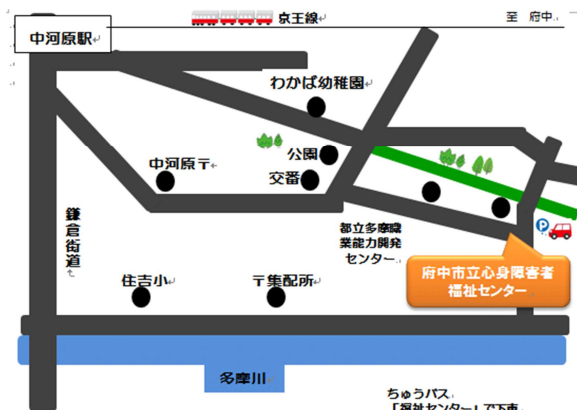 京王線
至 府中
中河原駅
わかば幼稚園
公園
中河原〒
交番
鎌倉街道
都立多摩職
業能力開発
センター
P
府中市立心身障害者
福祉センター
住吉小
〒集配所
多摩川
ちゅうバス
「福祉センター」で下車